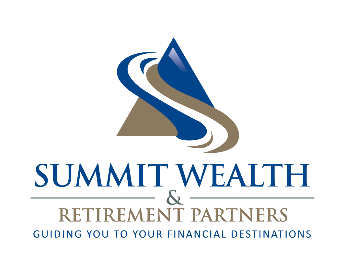 SUMMIT WEALTH
&
RETIREMENT PARTNERS
GUIDING YOU TO YOUR FINANCIAL DESTINATIONS